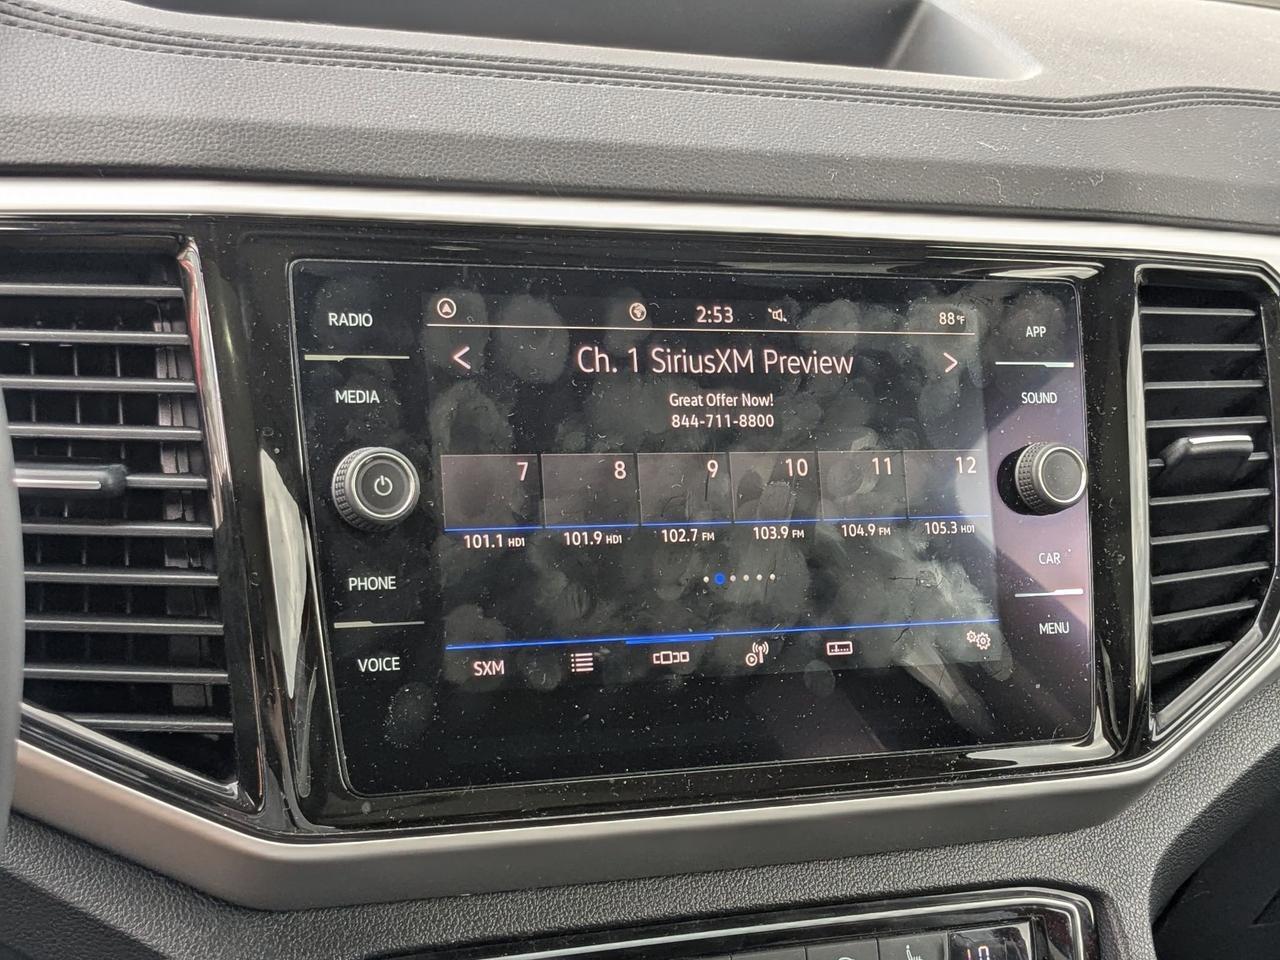 RADIO
MEDIA
PHONE
VOICE
2:53
88°F
< Ch. 1 SiriusXM Preview >
Great Offer Now!
844-711-8800
7 8 9 10 11 12
101.1 HD1 101.9 HD1 102.7 FM 103.9 FM 104.9 FM 105.3 HD1
SXM
APP
SOUND
CAR
MENU